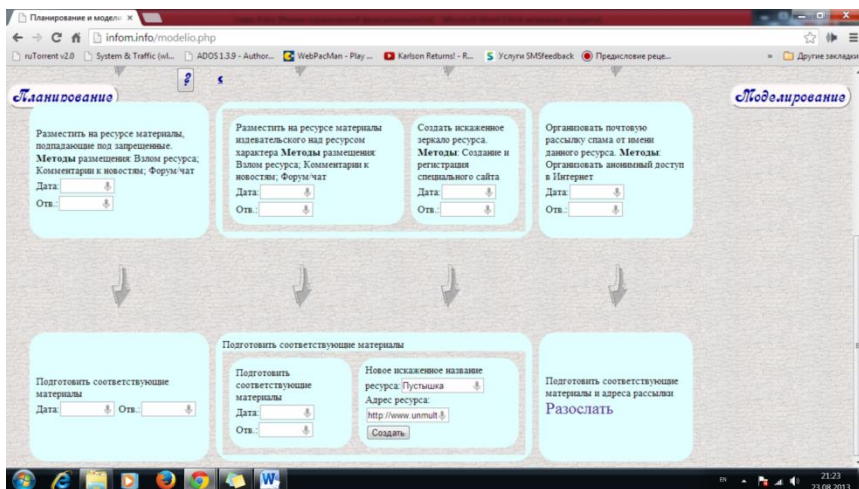 Планирование и модели
infom.info/modelio.php
ruTorrent v2.0 System & Traffic (wl... ADOS 1.3.9 - Author... WebPacMan - Play ... Karlson Returns! - R... Услуги SMSfeedback Предисловие реце... » Другие закладки
?
Планирование Моделирование
Разместить на ресурсе материалы,
подпадающие под запрещенные.
Методы размещения: Взлом ресурса;
Комментарии к новостям; Форум/чат
Дата:
Отв.:
Разместить на ресурсе материалы
издевательского над ресурсом
характера Методы размещения:
Взлом ресурса; Комментарии к
новостям; Форум/чат
Дата:
Отв.:
Создать искаженное
зеркало ресурса.
Методы: Создание и
регистрация
специального сайта
Дата:
Отв.:
Организовать почтовую
рассылку спама от имени
данного ресурса. Методы:
Организовать анонимный доступ
в Интернет
Дата:
Отв.:
Подготовить соответствующие
материалы
Дата: Отв.:
Подготовить соответствующие материалы
Подготовить
соответствующие
материалы
Дата:
Отв.:
Новое искаженное название
ресурса: Пустышка
Адрес ресурса:
http://www.unmult
Создать
Подготовить соответствующие
материалы и адреса рассылки
Разослать
EN
21:23
23.08.2013